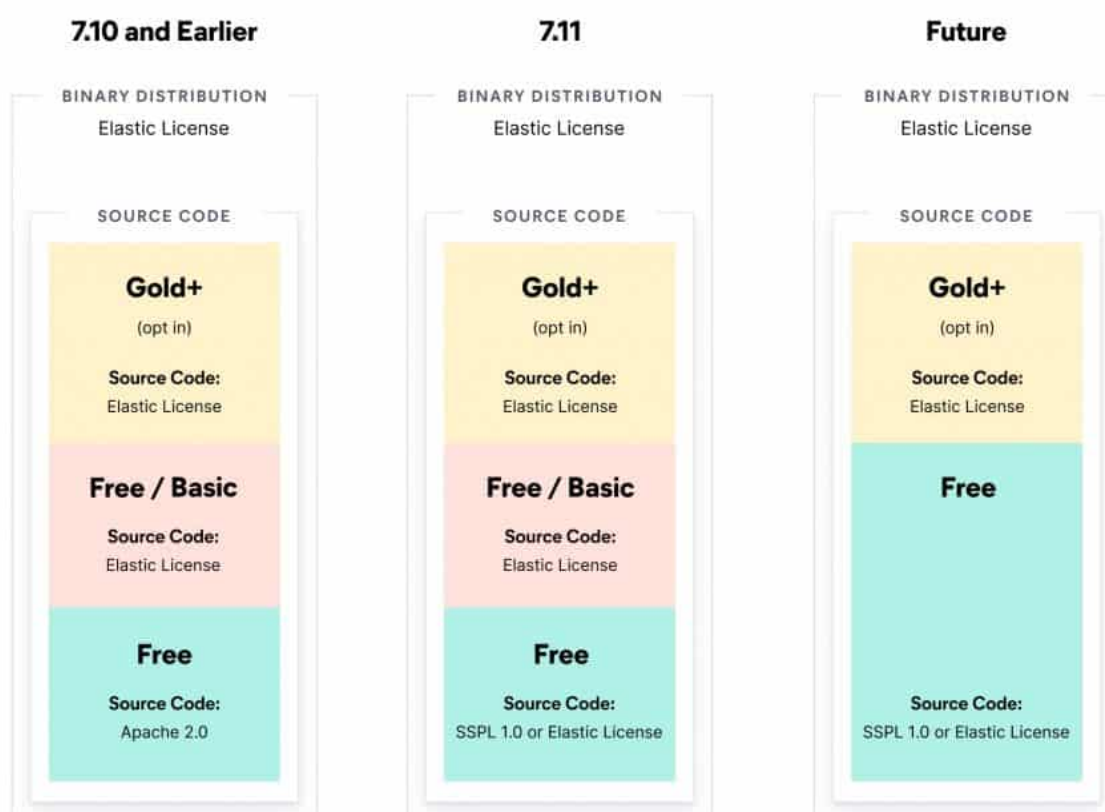 7.10 and Earlier
BINARY DISTRIBUTION
Elastic License
SOURCE CODE
Gold+
(opt in)
Source Code:
Elastic License
Free / Basic
Source Code:
Elastic License
Free
Source Code:
Apache 2.0
7.11
BINARY DISTRIBUTION
Elastic License
SOURCE CODE
Gold+
(opt in)
Source Code:
Elastic License
Free / Basic
Source Code:
Elastic License
Free
Source Code:
SSPL 1.0 or Elastic License
Future
BINARY DISTRIBUTION
Elastic License
SOURCE CODE
Gold+
(opt in)
Source Code:
Elastic License
Free
Source Code:
SSPL 1.0 or Elastic License